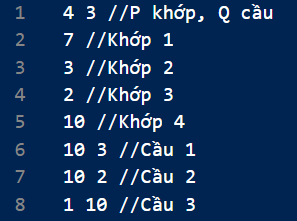 1 4 3 //P khớp, Q cầu
2 7 //Khớp 1
3 3 //Khớp 2
4 2 //Khớp 3
5 10 //Khớp 4
6 10 3 //Cầu 1
7 10 2 //Cầu 2
8 1 10 //Cầu 3